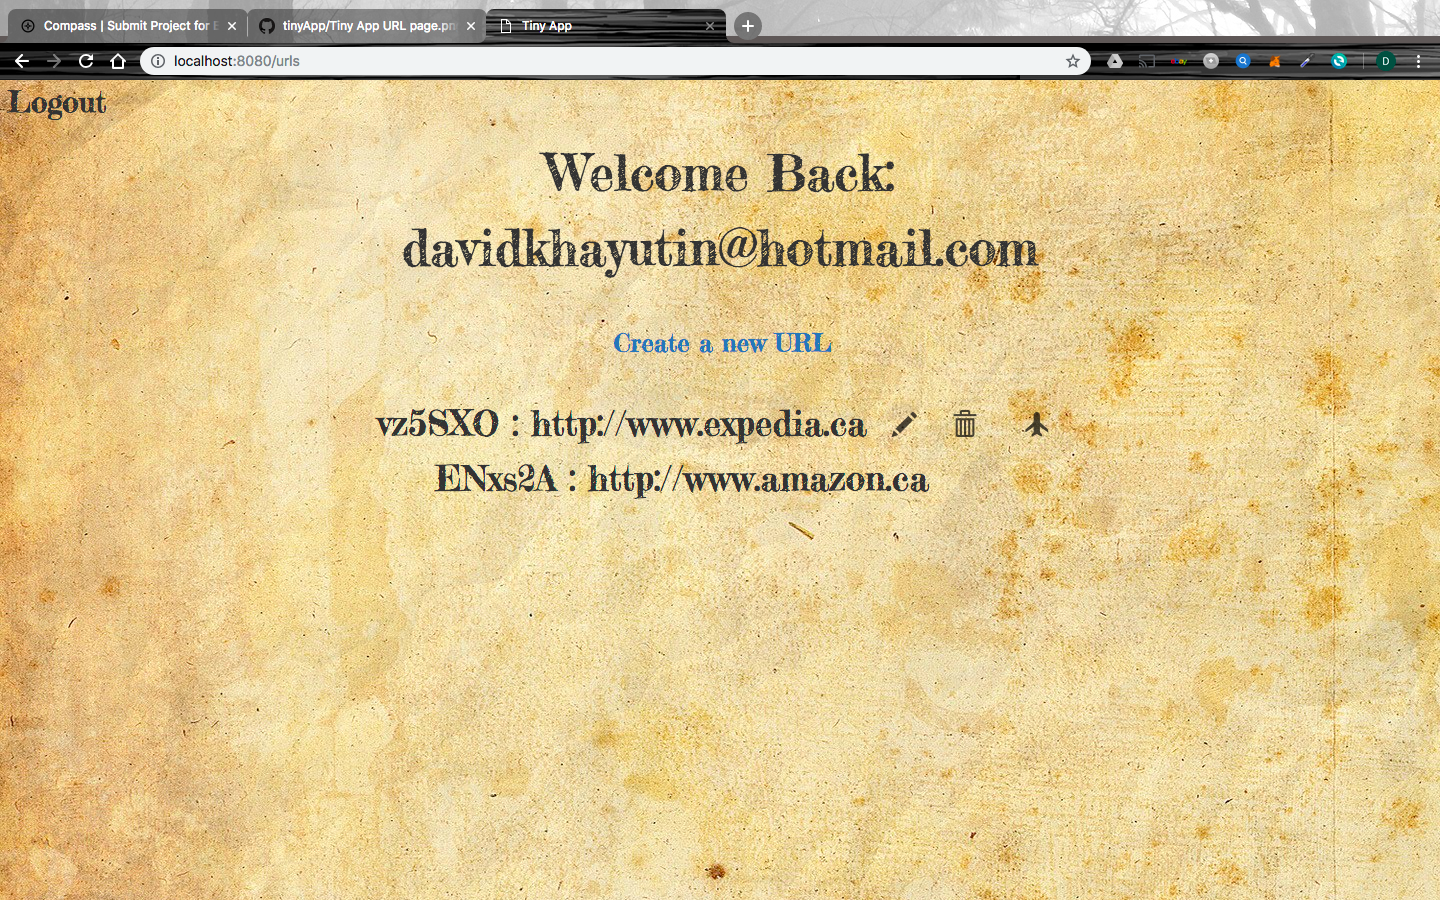 Compass | Submit Project for E
tinyApp/Tiny App URL page.pn
Tiny App
localhost:8080/urls
ebay
D
Logout
Welcome Back:
davidkhayutin@hotmail.com
Create a new URL
vz5SXO : http://www.expedia.ca
ENxs2A : http://www.amazon.ca